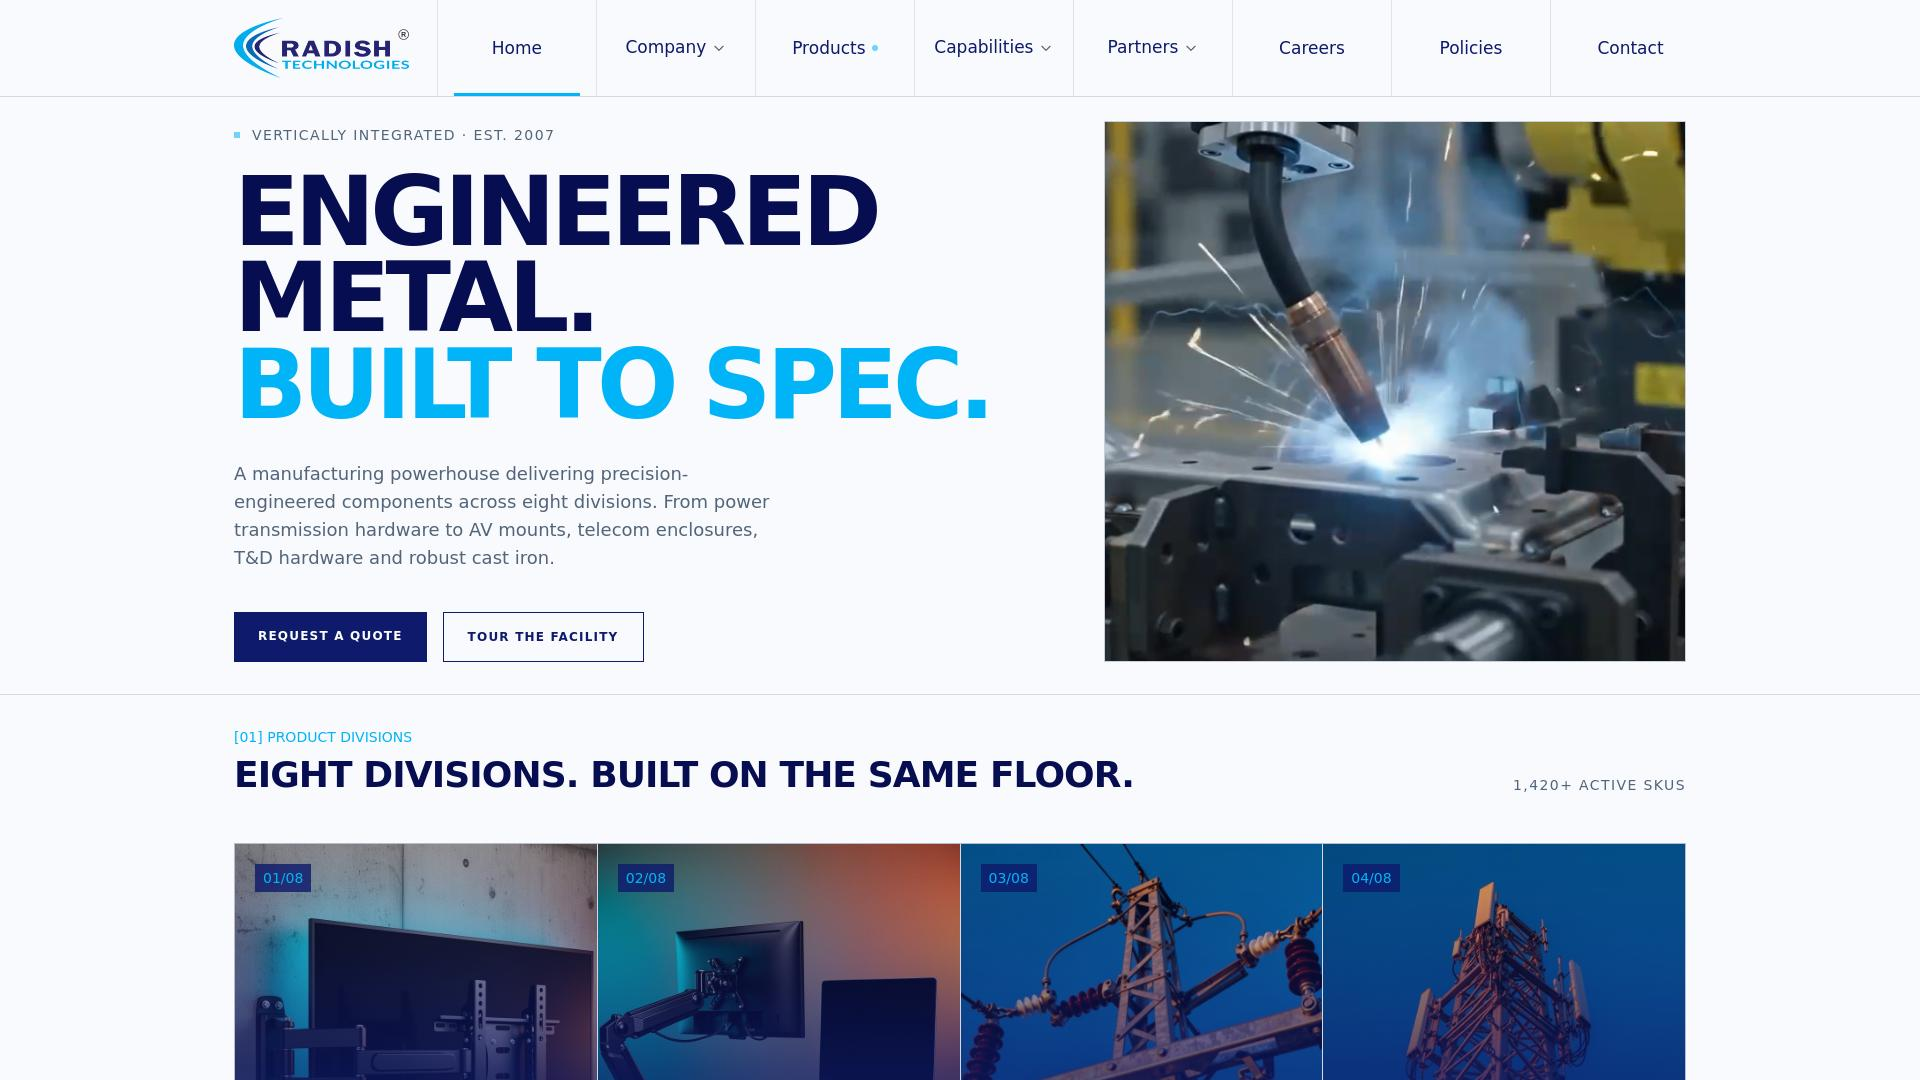 RADISH ®
TECHNOLOGIES
Home
Company
Products
Capabilities
Partners
Careers
Policies
Contact
VERTICALLY INTEGRATED · EST. 2007
ENGINEERED
METAL.
BUILT TO SPEC.
A manufacturing powerhouse delivering precision-
engineered components across eight divisions. From power
transmission hardware to AV mounts, telecom enclosures,
T&D hardware and robust cast iron.
REQUEST A QUOTE
TOUR THE FACILITY
[01] PRODUCT DIVISIONS
EIGHT DIVISIONS. BUILT ON THE SAME FLOOR.
1,420+ ACTIVE SKUS
01/08
02/08
03/08
04/08